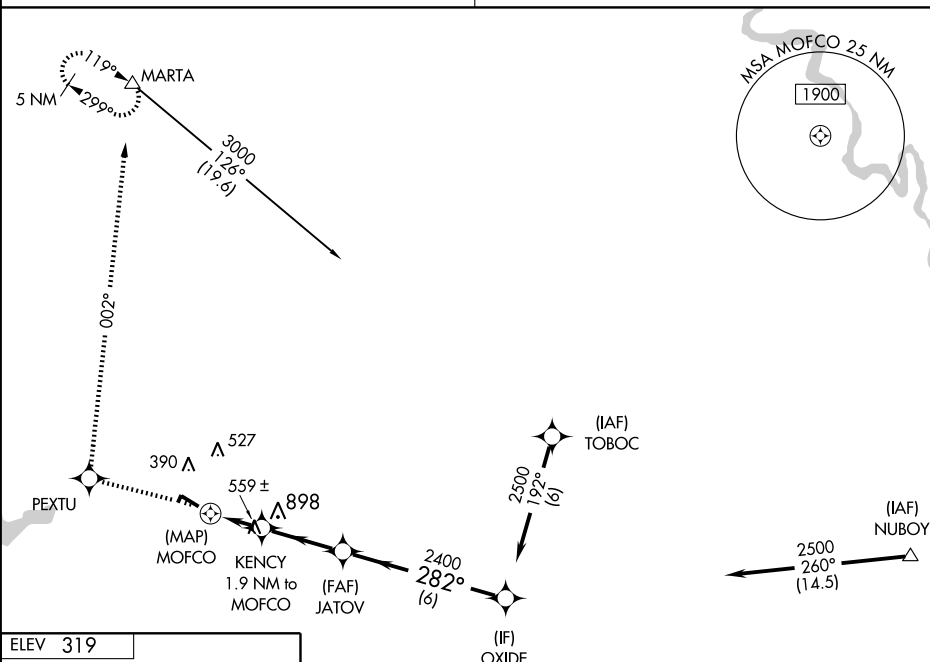 119°
MARTA
5 NM
299°
3000
126°
(19.6)
MSA MOFCO 25 NM
1900
002°
(IAF)
TOBOC
2500
192°
(6)
527
390
559 ±
898
PEXTU
(MAP)
MOFCO
KENCY
1.9 NM to
MOFCO
(FAF)
JATOV
2400
282°
(6)
(IAF)
NUBOY
2500
260°
(14.5)
(IF)
OXIDE
ELEV 319